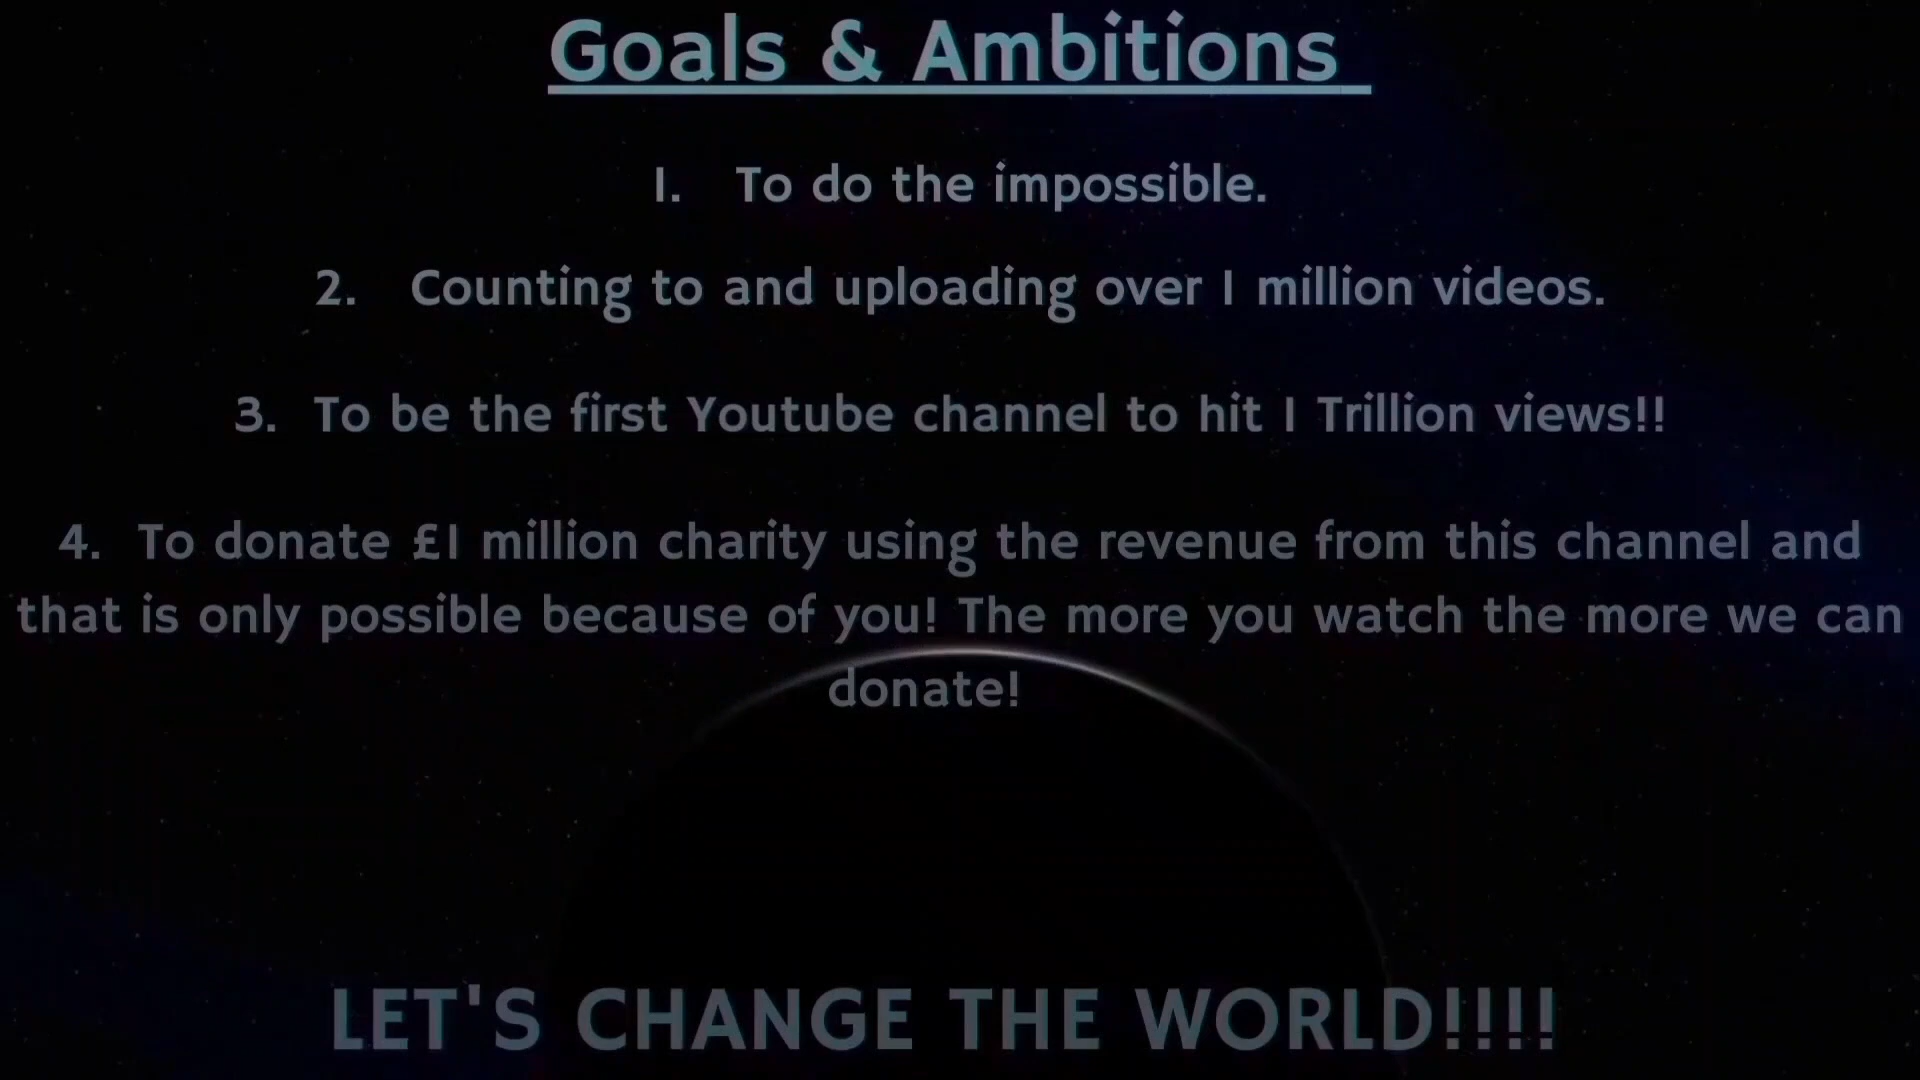 Goals & Ambitions
1. To do the impossible.
2. Counting to and uploading over 1 million videos.
3. To be the first Youtube channel to hit 1 Trillion views!!
4. To donate £1 million charity using the revenue from this channel and
that is only possible because of you! The more you watch the more we can
donate!
LET'S CHANGE THE WORLD!!!!